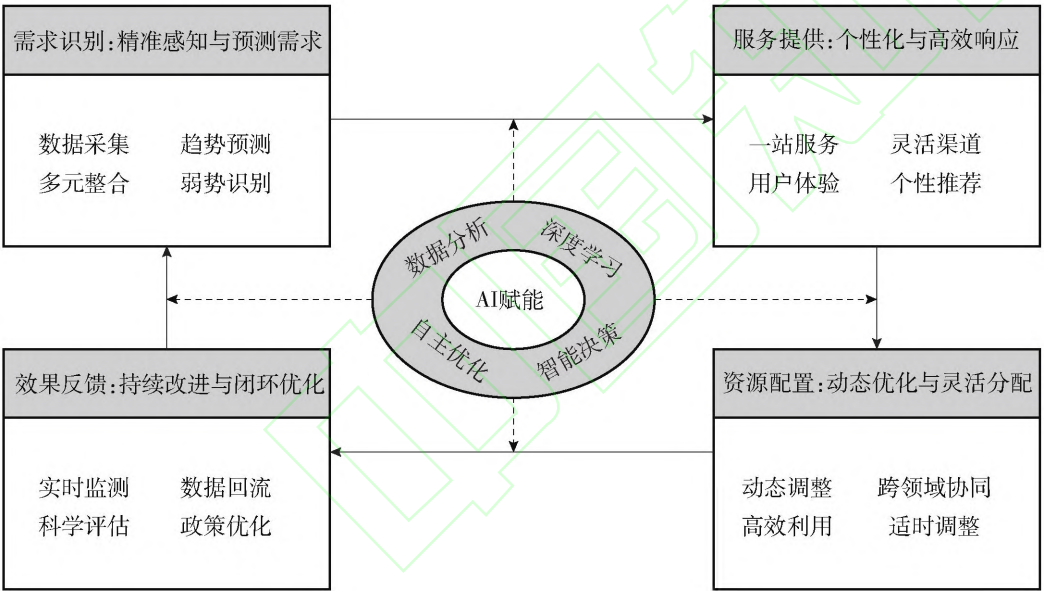 需求识别:精准感知与预测需求
数据采集 趋势预测
多元整合 弱势识别
服务提供:个性化与高效响应
一站服务 灵活渠道
用户体验 个性推荐
数据分析 深度学习
AI赋能
自主优化 智能决策
效果反馈:持续改进与闭环优化
实时监测 数据回流
科学评估 政策优化
资源配置:动态优化与灵活分配
动态调整 跨领域协同
高效利用 适时调整